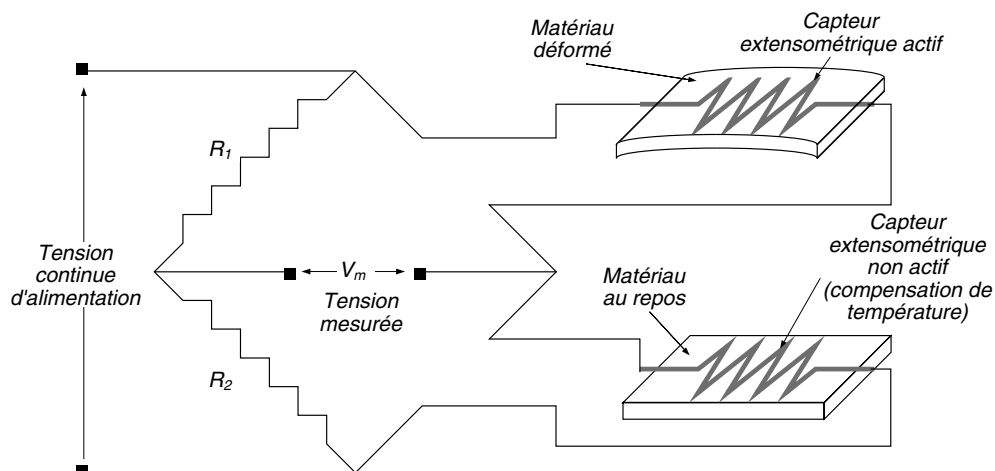 Matériau
déformé
Capteur
extensométrique actif
R1
Tension
continue
d'alimentation
Vm
Tension
mesurée
Matériau
au repos
Capteur
extensométrique
non actif
(compensation de
température)
R2